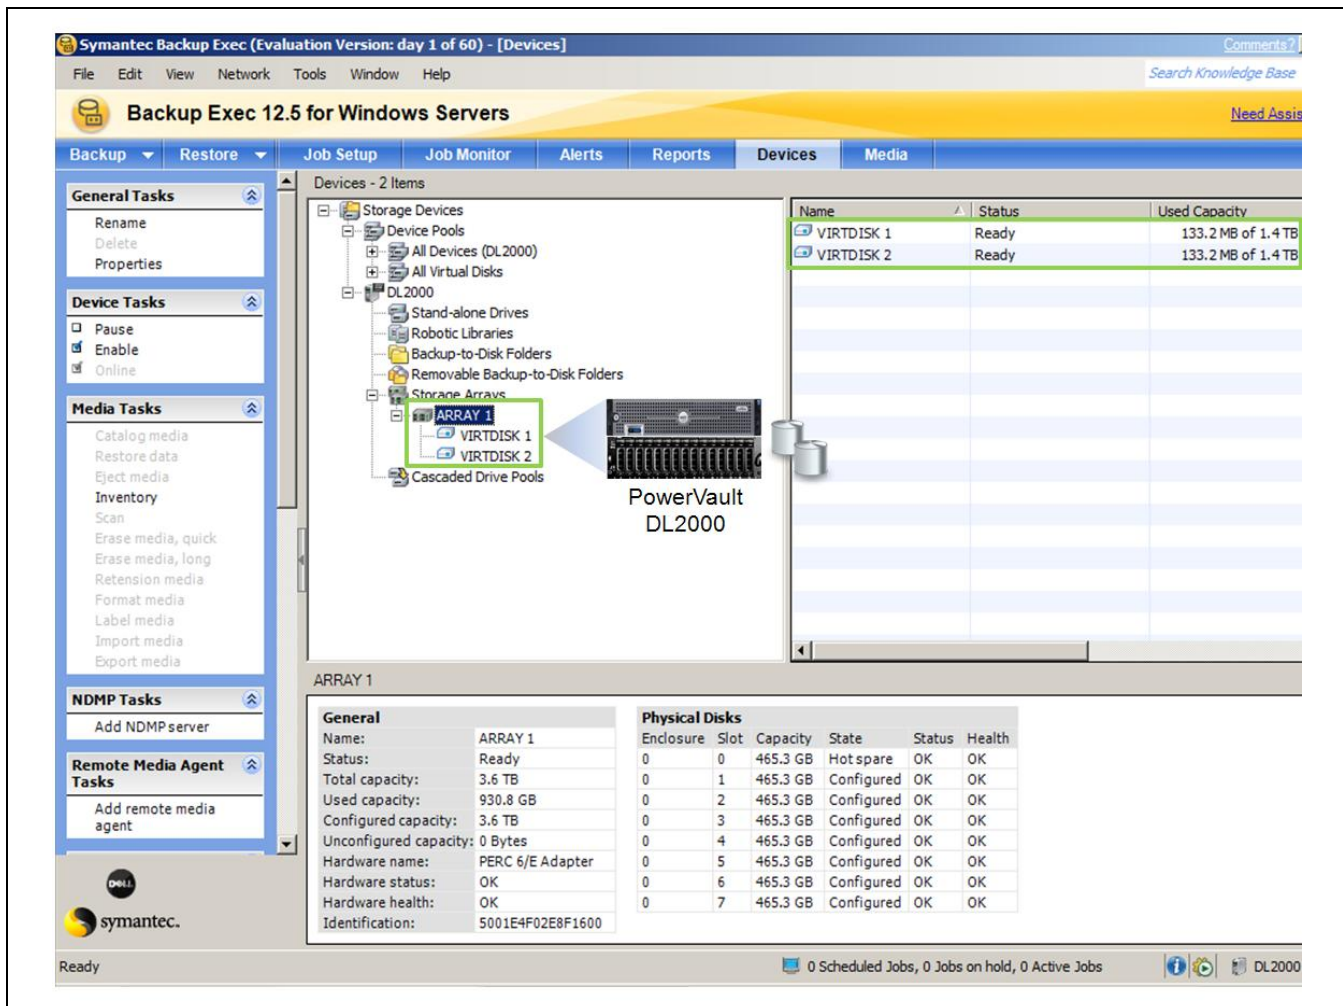 Symantec Backup Exec (Evaluation Version: day 1 of 60) - [Devices] Comments?
File Edit View Network Tools Window Help Search Knowledge Base
Backup Exec 12.5 for Windows Servers Need Assis
Backup Restore Job Setup Job Monitor Alerts Reports Devices Media
General Tasks
Rename
Delete
Properties
Device Tasks
Pause
Enable
Online
Media Tasks
Catalog media
Restore data
Eject media
Inventory
Scan
Erase media, quick
Erase media, long
Retension media
Format media
Label media
Import media
Export media
NDMP Tasks
Add NDMP server
Remote Media Agent
Tasks
Add remote media
agent
DELL
symantec.
Devices - 2 Items
Storage Devices
Device Pools
All Devices (DL2000)
All Virtual Disks
DL2000
Stand-alone Drives
Robotic Libraries
Backup-to-Disk Folders
Removable Backup-to-Disk Folders
Storage Arrays
ARRAY 1
VIRTDISK 1
VIRTDISK 2
Cascaded Drive Pools
PowerVault
DL2000
Name Status Used Capacity
VIRTDISK 1 Ready 133.2 MB of 1.4 TB
VIRTDISK 2 Ready 133.2 MB of 1.4 TB
ARRAY 1
General
Name: ARRAY 1
Status: Ready
Total capacity: 3.6 TB
Used capacity: 930.8 GB
Configured capacity: 3.6 TB
Unconfigured capacity: 0 Bytes
Hardware name: PERC 6/E Adapter
Hardware status: OK
Hardware health: OK
Identification: 5001E4F02E8F1600
Physical Disks
Enclosure Slot Capacity State Status Health
0 0 465.3 GB Hot spare OK OK
0 1 465.3 GB Configured OK OK
0 2 465.3 GB Configured OK OK
0 3 465.3 GB Configured OK OK
0 4 465.3 GB Configured OK OK
0 5 465.3 GB Configured OK OK
0 6 465.3 GB Configured OK OK
0 7 465.3 GB Configured OK OK
Ready 0 Scheduled Jobs, 0 Jobs on hold, 0 Active Jobs DL2000